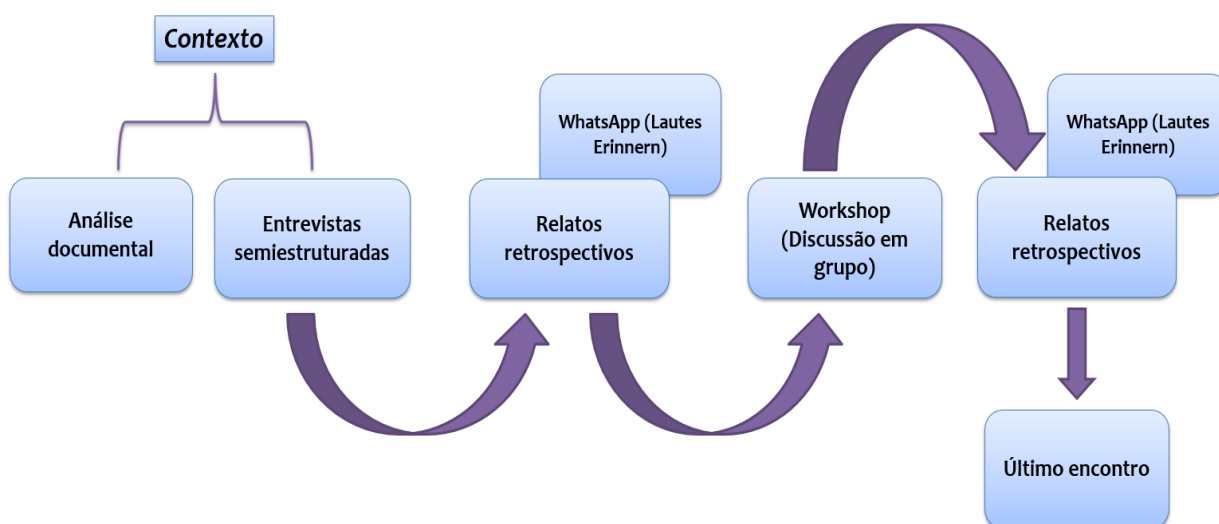 Contexto
Análise
documental
Entrevistas
semiestruturadas
WhatsApp (Lautes
Erinnern)
Relatos
retrospectivos
Workshop
(Discussão em
grupo)
WhatsApp (Lautes
Erinnern)
Relatos
retrospectivos
Último encontro